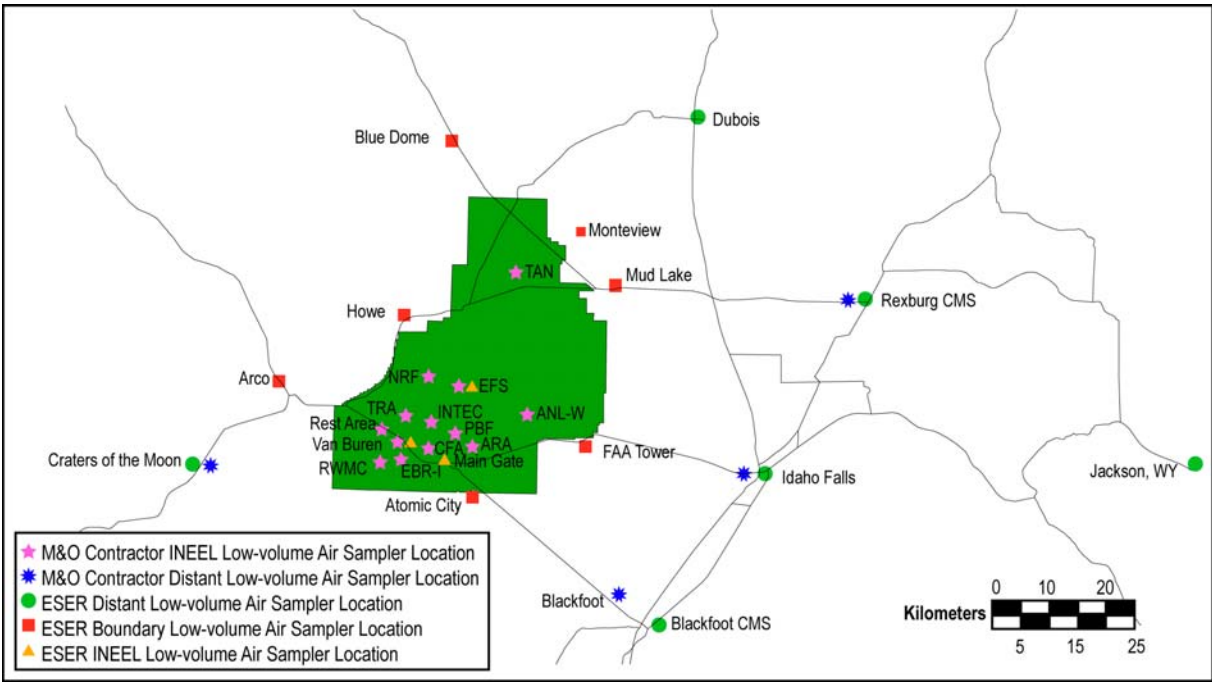 Dubois
Blue Dome
Monteview
TAN
Mud Lake
Howe
Rexburg CMS
NRF
EFS
Arco
TRA
INTEC
ANL-W
Rest Area
PBF
Van Buren
CFA
ARA
FAA Tower
Craters of the Moon
RWMC
EBR-I
Main Gate
Idaho Falls
Jackson, WY
Atomic City
M&O Contractor INEEL Low-volume Air Sampler Location
M&O Contractor Distant Low-volume Air Sampler Location
ESER Distant Low-volume Air Sampler Location
ESER Boundary Low-volume Air Sampler Location
ESER INEEL Low-volume Air Sampler Location
Blackfoot
Blackfoot CMS
0 10 20
Kilometers
5 15 25